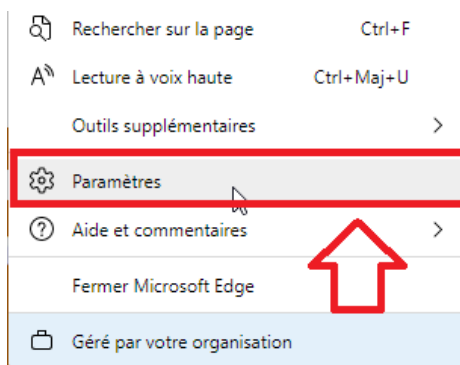 Rechercher sur la page Ctrl+F
Lecture à voix haute Ctrl+Maj+U
Outils supplémentaires
Paramètres
Aide et commentaires
Fermer Microsoft Edge
Géré par votre organisation